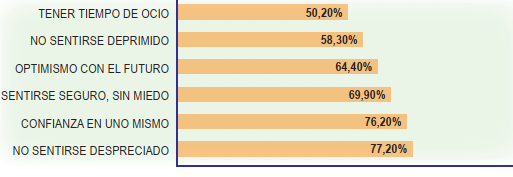 TENER TIEMPO DE OCIO 50,20%
NO SENTIRSE DEPRIMIDO 58,30%
OPTIMISMO CON EL FUTURO 64,40%
SENTIRSE SEGURO, SIN MIEDO 69,90%
CONFIANZA EN UNO MISMO 76,20%
NO SENTIRSE DESPRECIADO 77,20%